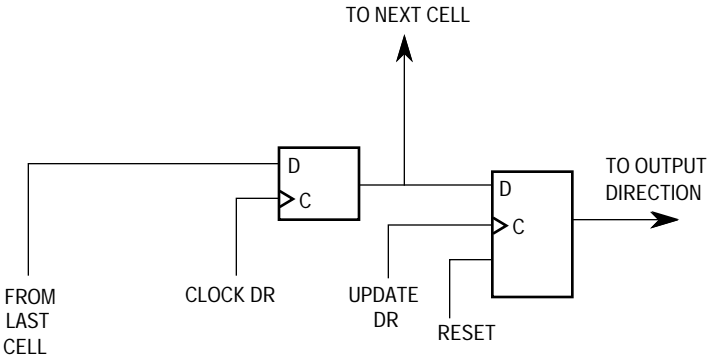 TO NEXT CELL
D
C
D
C
TO OUTPUT
DIRECTION
FROM
LAST
CELL
CLOCK DR
UPDATE
DR
RESET